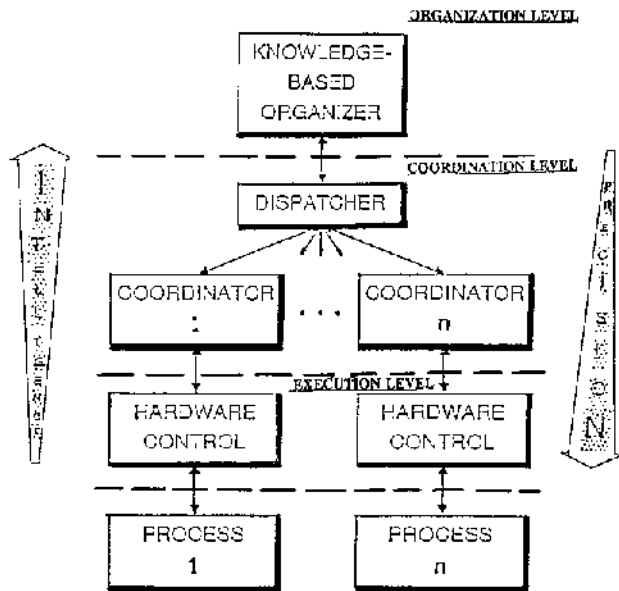 ORGANIZATION LEVEL
KNOWLEDGE-
BASED
ORGANIZER
COORDINATION LEVEL
DISPATCHER
COORDINATOR
1
. . .
COORDINATOR
n
EXECUTION LEVEL
HARDWARE
CONTROL
HARDWARE
CONTROL
PROCESS
1
PROCESS
n
INTELLIGENCE
PRECISION